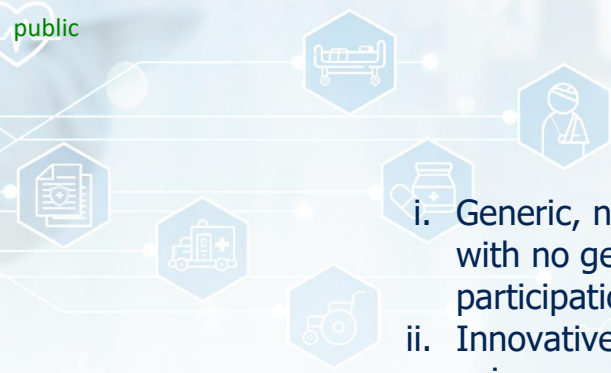 public
i. Generic, n
with no ge
participatio
ii. Innovative